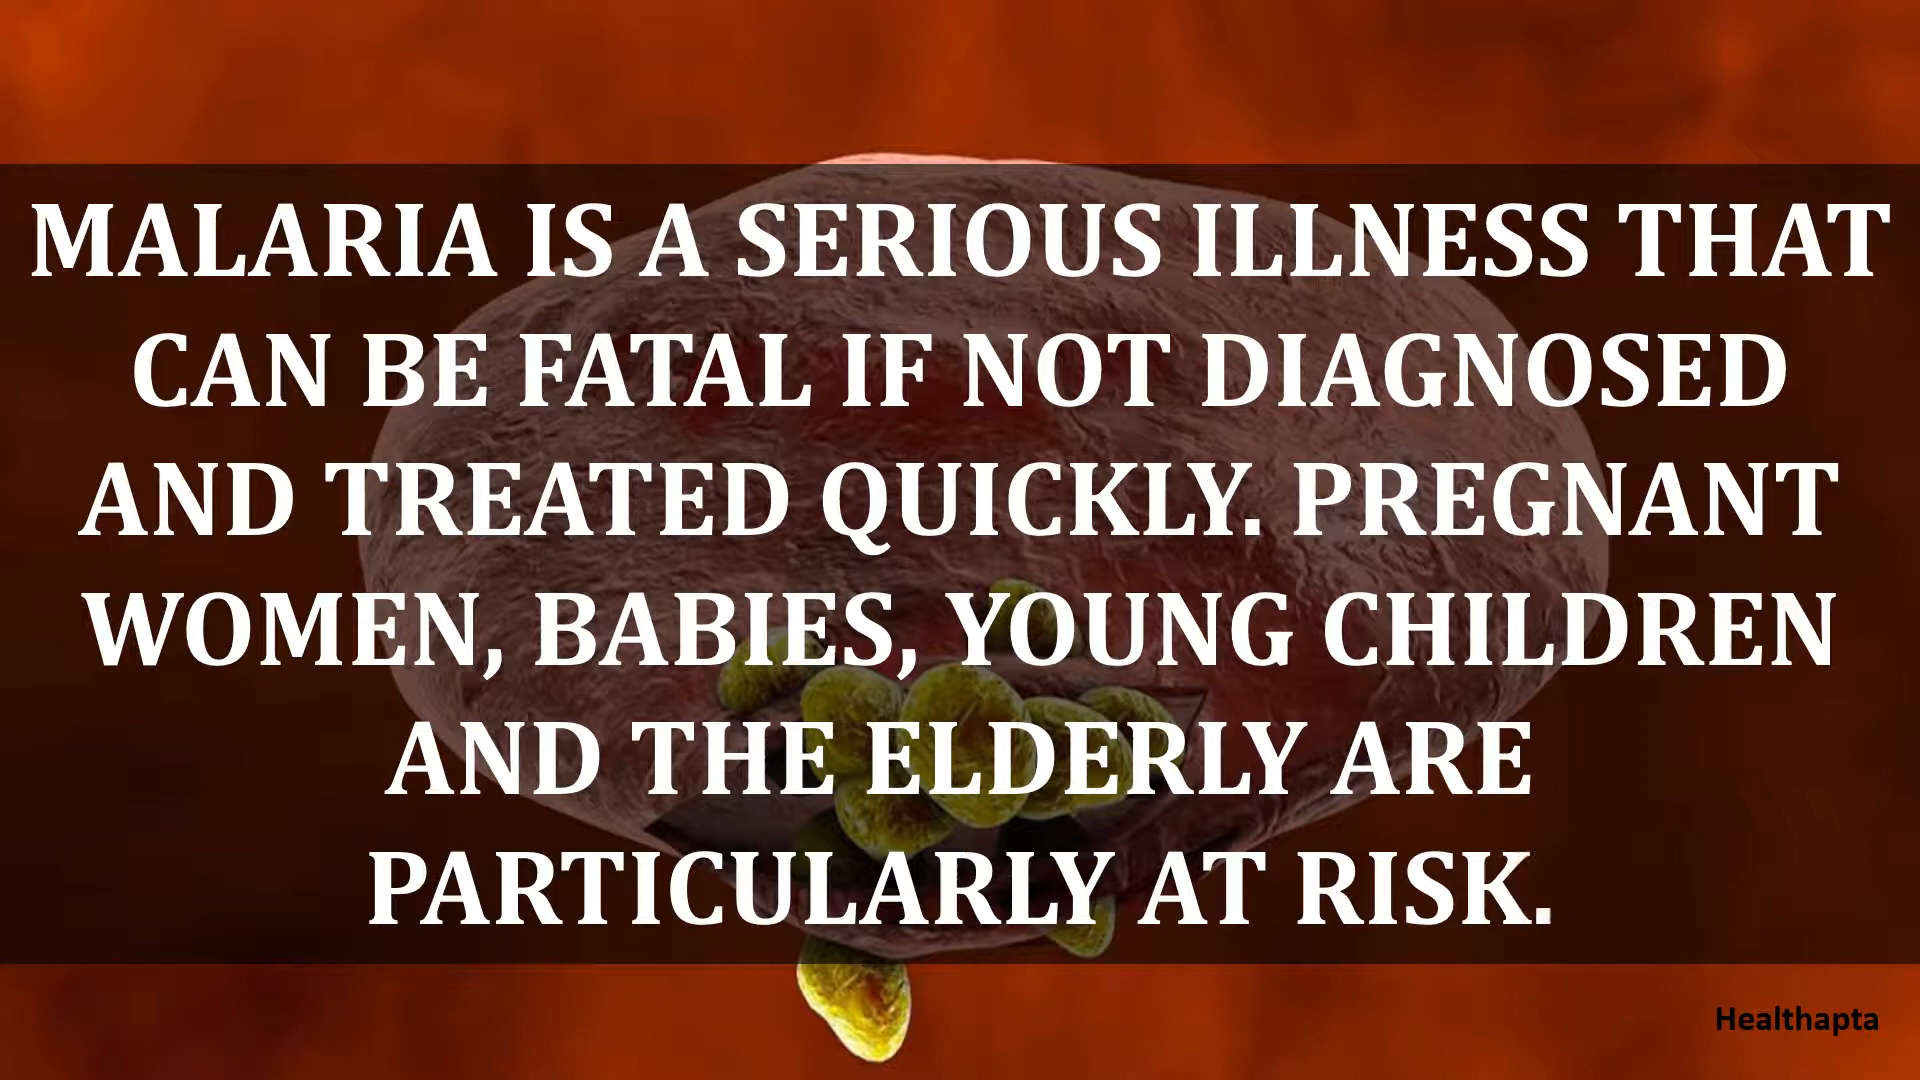 MALARIA IS A SERIOUS ILLNESS THAT
CAN BE FATAL IF NOT DIAGNOSED
AND TREATED QUICKLY. PREGNANT
WOMEN, BABIES, YOUNG CHILDREN
AND THE ELDERLY ARE
PARTICULARLY AT RISK.
Healthapta